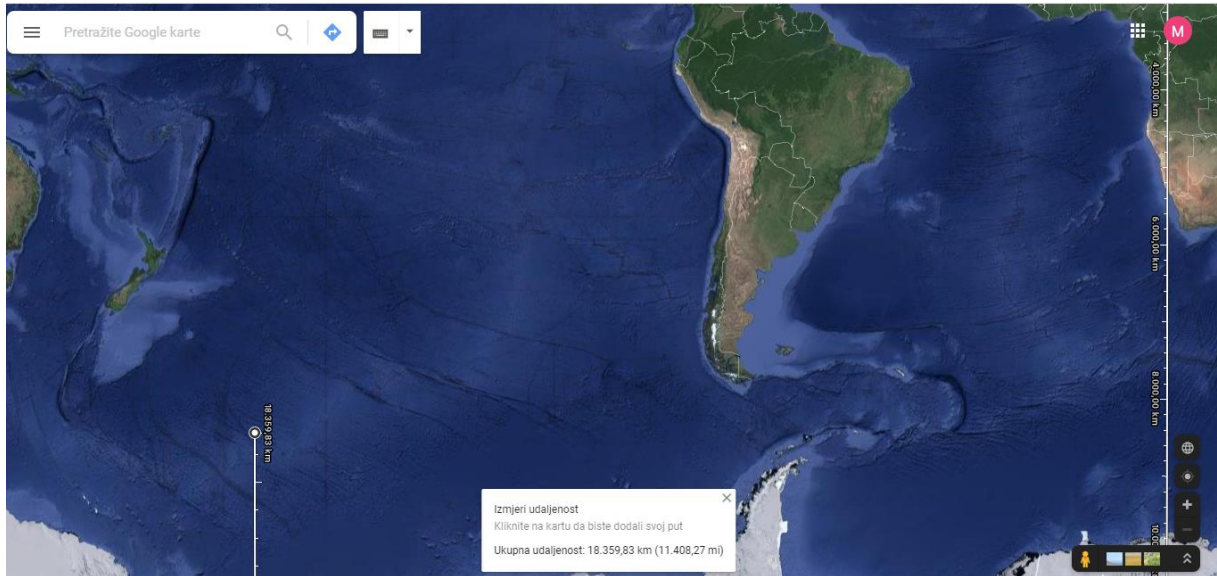 Pretražite Google karte
M
4.000,00 km
6.000,00 km
8.000,00 km
18.359,83 km
Izmjeri udaljenost
Kliknite na kartu da biste dodali svoj put
Ukupna udaljenost: 18.359,83 km (11.408,27 mi)
10.0